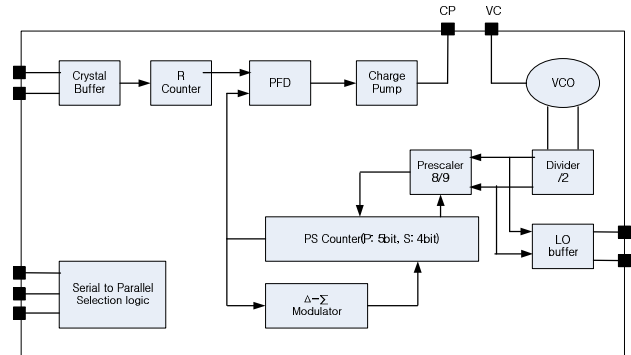 CP
VC
Crystal
Buffer
R
Counter
PFD
Charge
Pump
VCO
Prescaler
8/9
Divider
/2
PS Counter(P: 5bit, S: 4bit)
LO
buffer
Serial to Parallel
Selection logic
Δ-Σ
Modulator